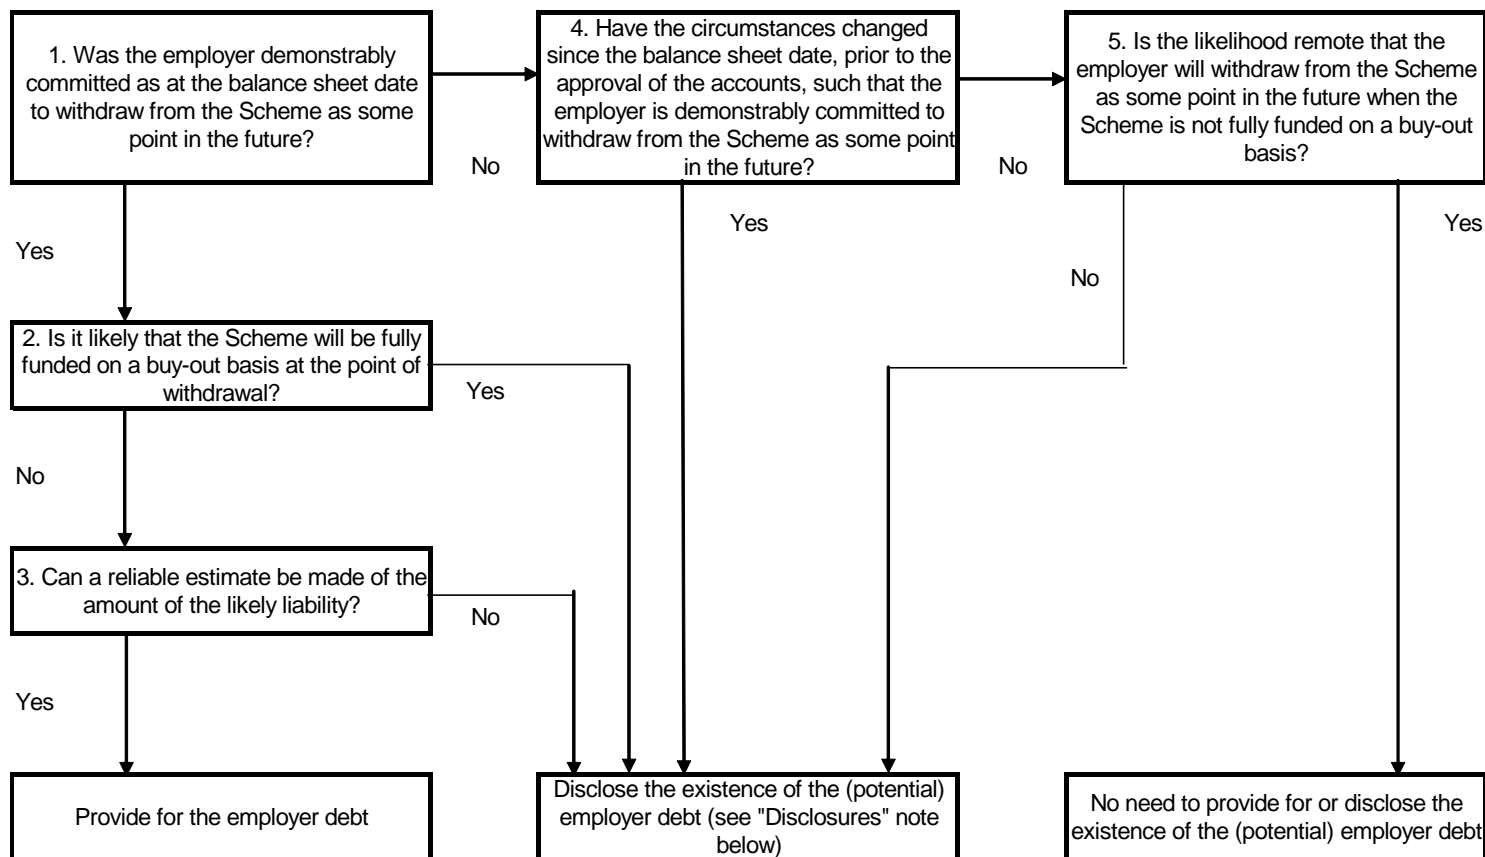 1. Was the employer demonstrably
committed as at the balance sheet date
to withdraw from the Scheme as some
point in the future?
No
4. Have the circumstances changed
since the balance sheet date, prior to the
approval of the accounts, such that the
employer is demonstrably committed to
withdraw from the Scheme as some point
in the future?
No
5. Is the likelihood remote that the
employer will withdraw from the Scheme
as some point in the future when the
Scheme is not fully funded on a buy-out
basis?
Yes
Yes
No
Yes
2. Is it likely that the Scheme will be fully
funded on a buy-out basis at the point of
withdrawal?
Yes
No
3. Can a reliable estimate be made of the
amount of the likely liability?
No
Yes
Provide for the employer debt
Disclose the existence of the (potential)
employer debt (see "Disclosures" note
below)
No need to provide for or disclose the
existence of the (potential) employer debt